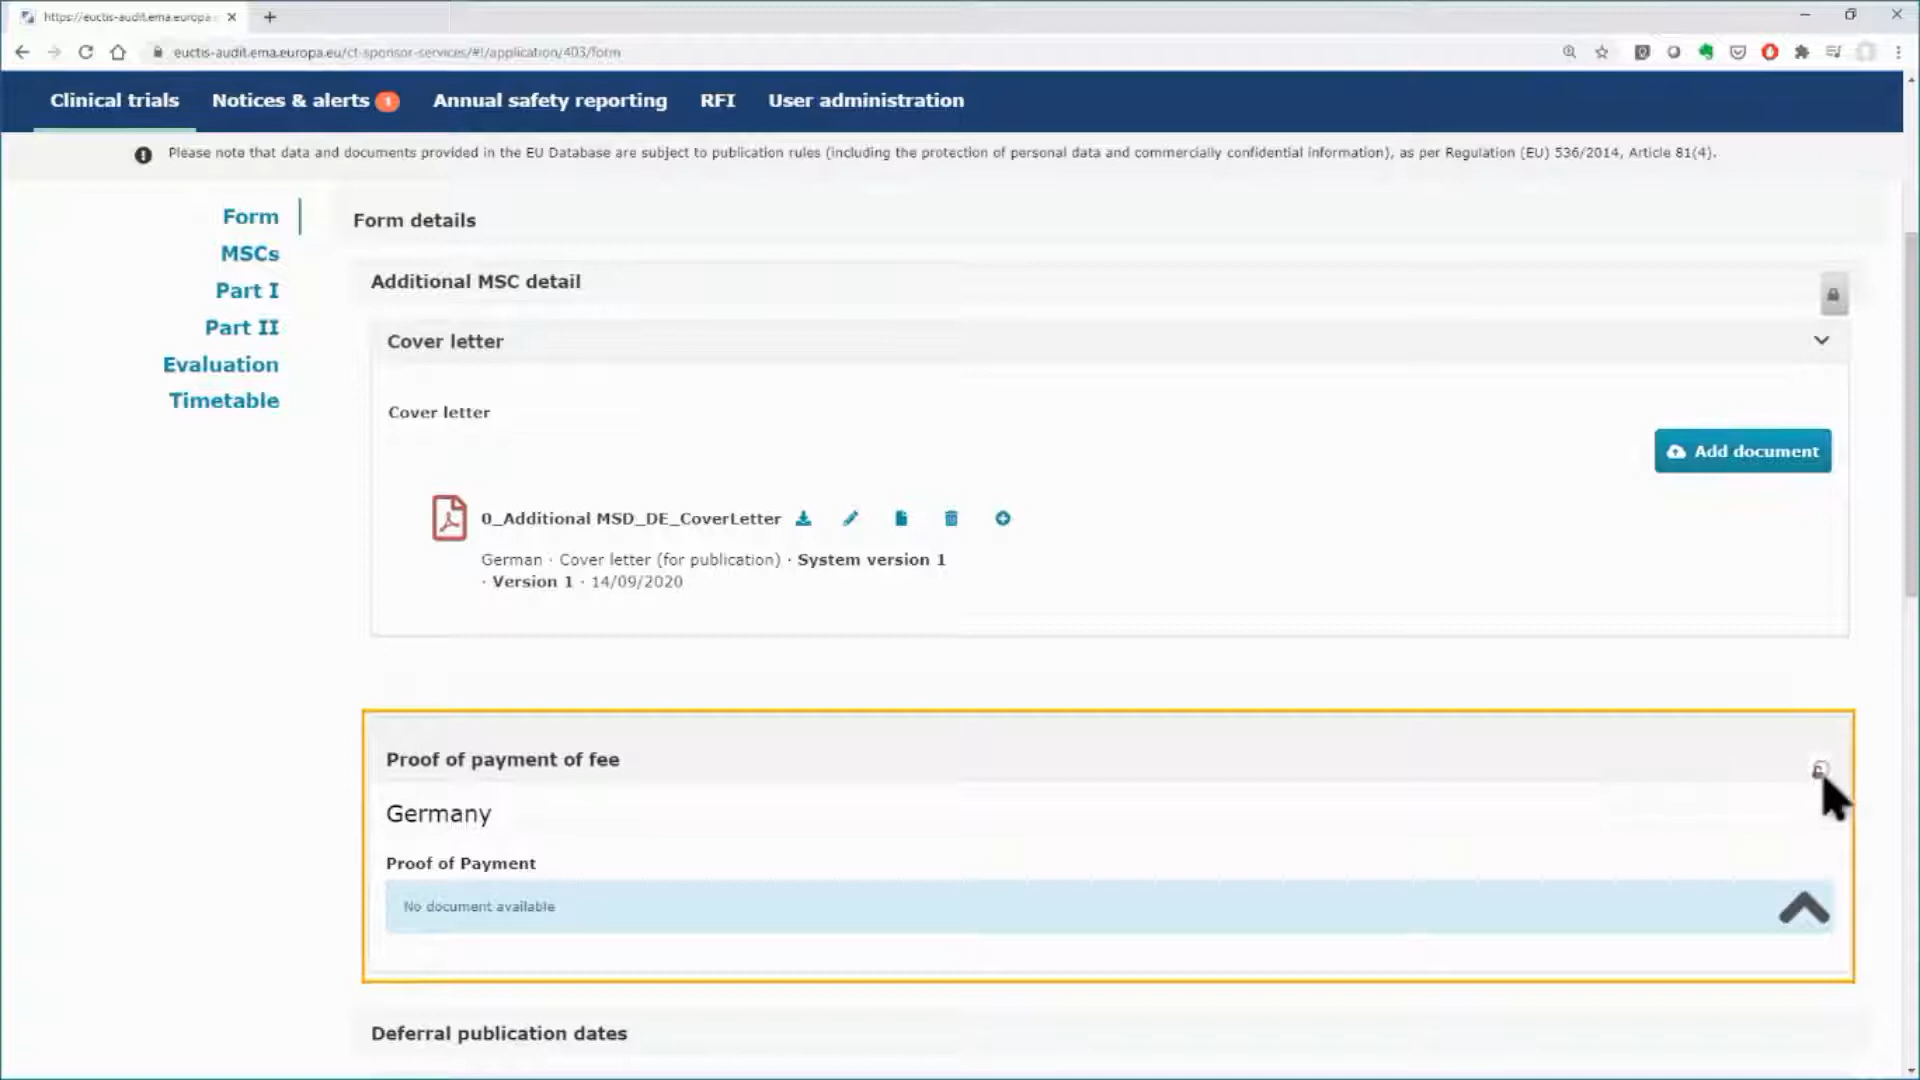 https://euctis-audit.ema.europa
euctis-audit.ema.europa.eu/ct-sponsor-services/#!/application/403/form
Clinical trials
Notices & alerts 1
Annual safety reporting
RFI
User administration
Please note that data and documents provided in the EU Database are subject to publication rules (including the protection of personal data and commercially confidential information), as per Regulation (EU) 536/2014, Article 81(4).
Form
MSCs
Part I
Part II
Evaluation
Timetable
Form details
Additional MSC detail
Cover letter
Cover letter
Add document
0_Additional MSD_DE_CoverLetter
German · Cover letter (for publication) · System version 1
· Version 1 · 14/09/2020
Proof of payment of fee
Germany
Proof of Payment
No document available
Deferral publication dates